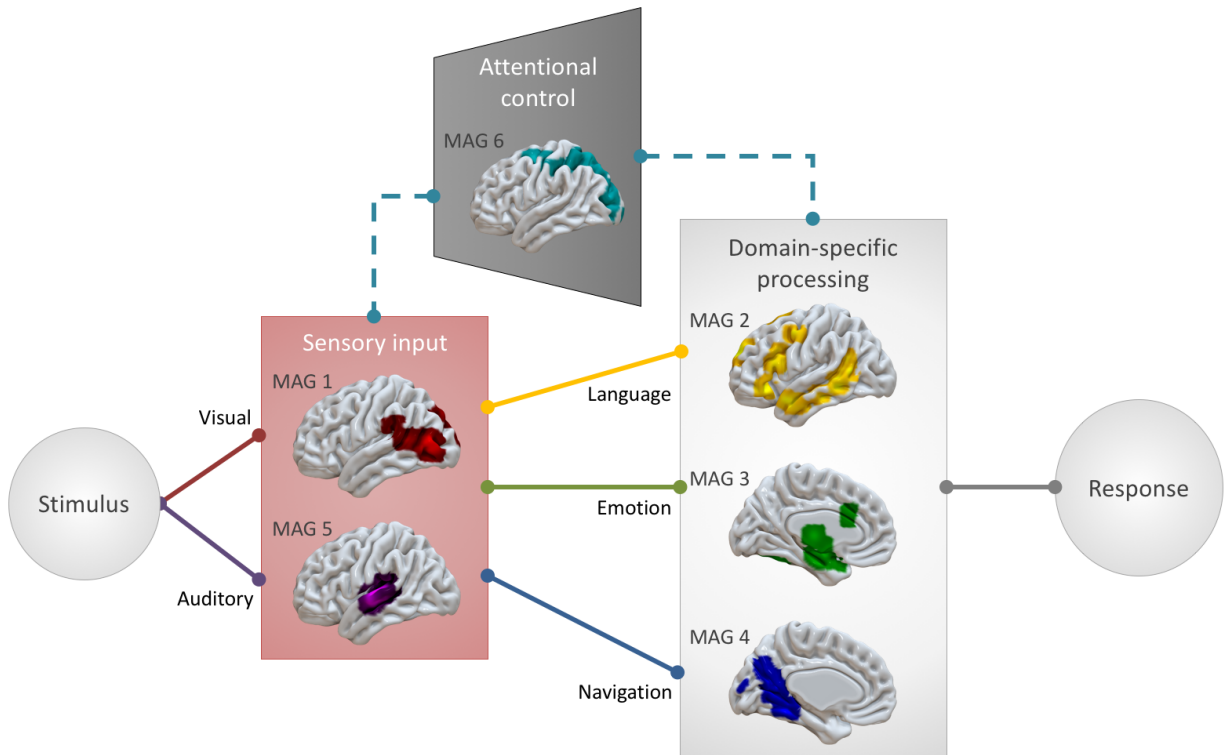 Attentional
control
MAG 6
Domain-specific
processing
MAG 2
Sensory input
MAG 1
Visual
Language
Stimulus
MAG 3
Emotion
Response
MAG 5
Auditory
MAG 4
Navigation